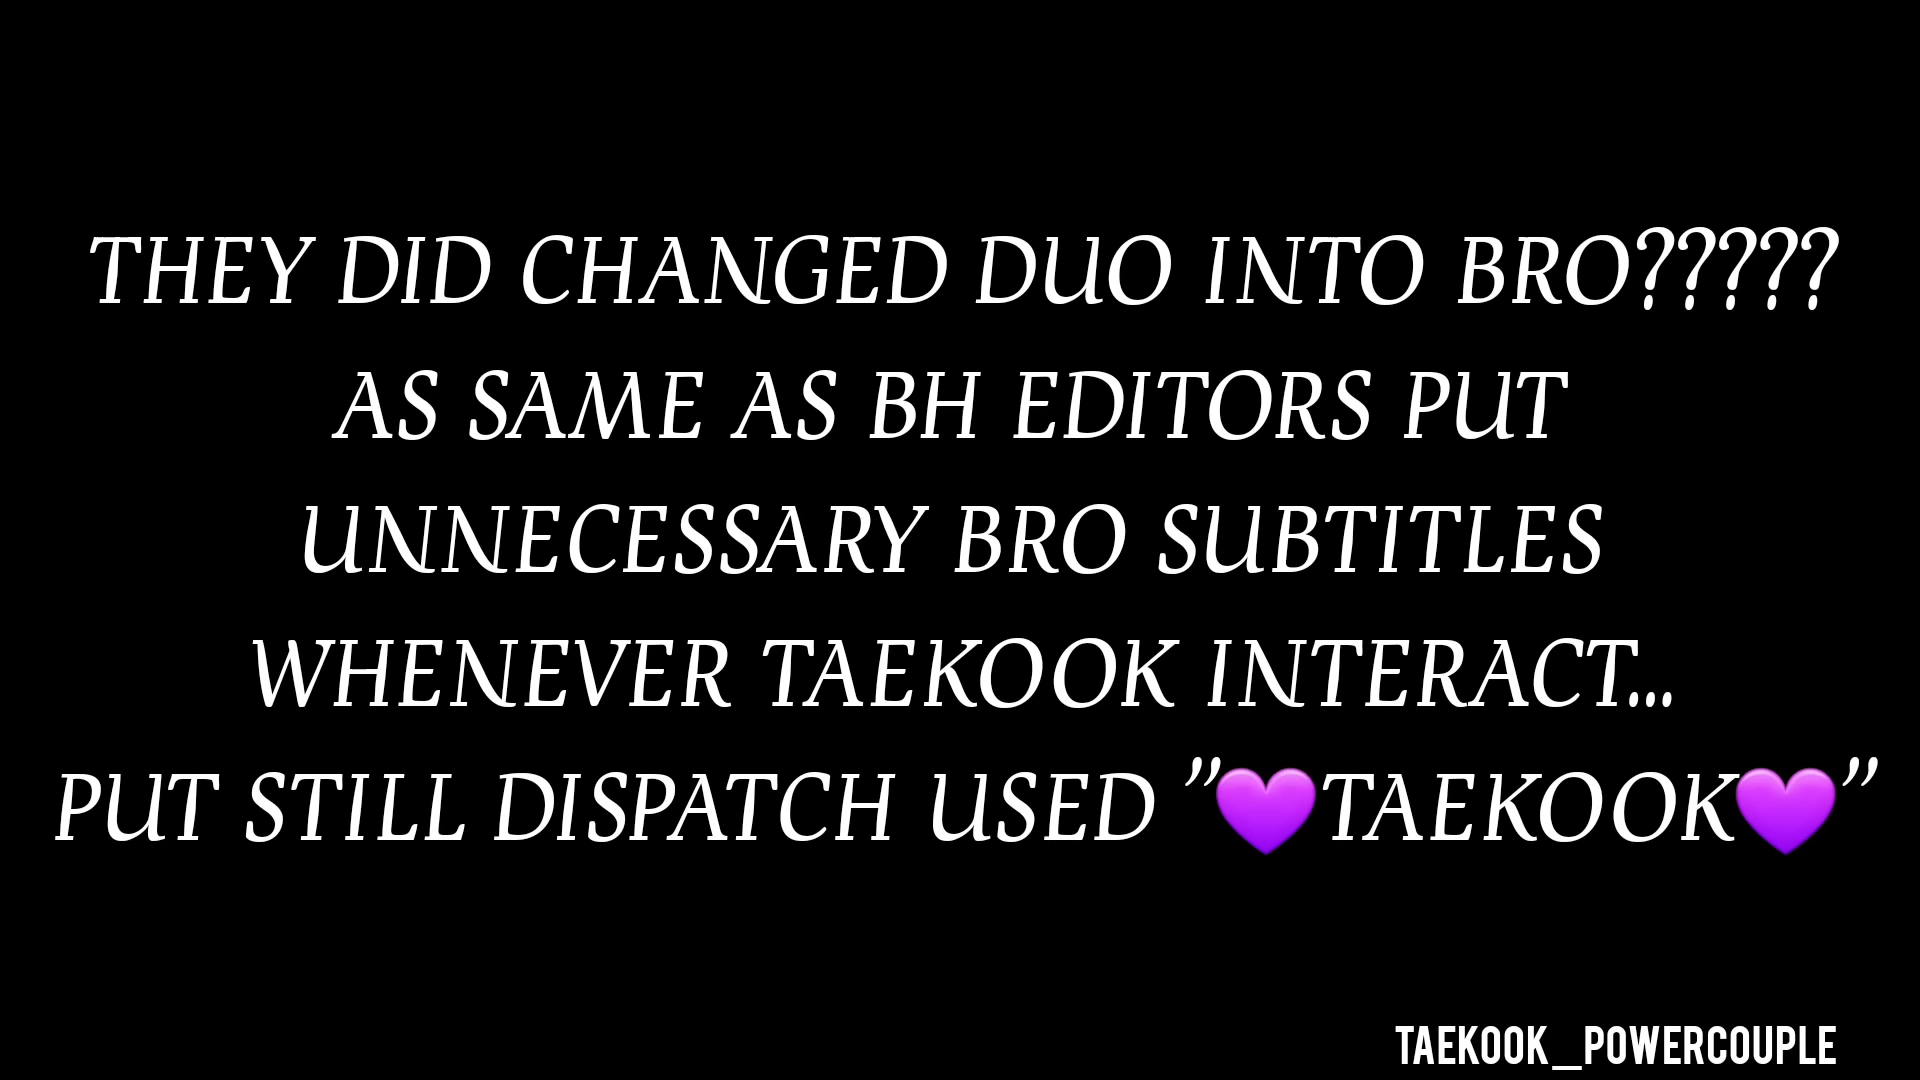 THEY DID CHANGED DUO INTO BRO?????
AS SAME AS BH EDITORS PUT
UNNECESSARY BRO SUBTITLES
WHENEVER TAEKOOK INTERACT...
PUT STILL DISPATCH USED "💜TAEKOOK💜"
TAEKOOK_POWERCOUPLE